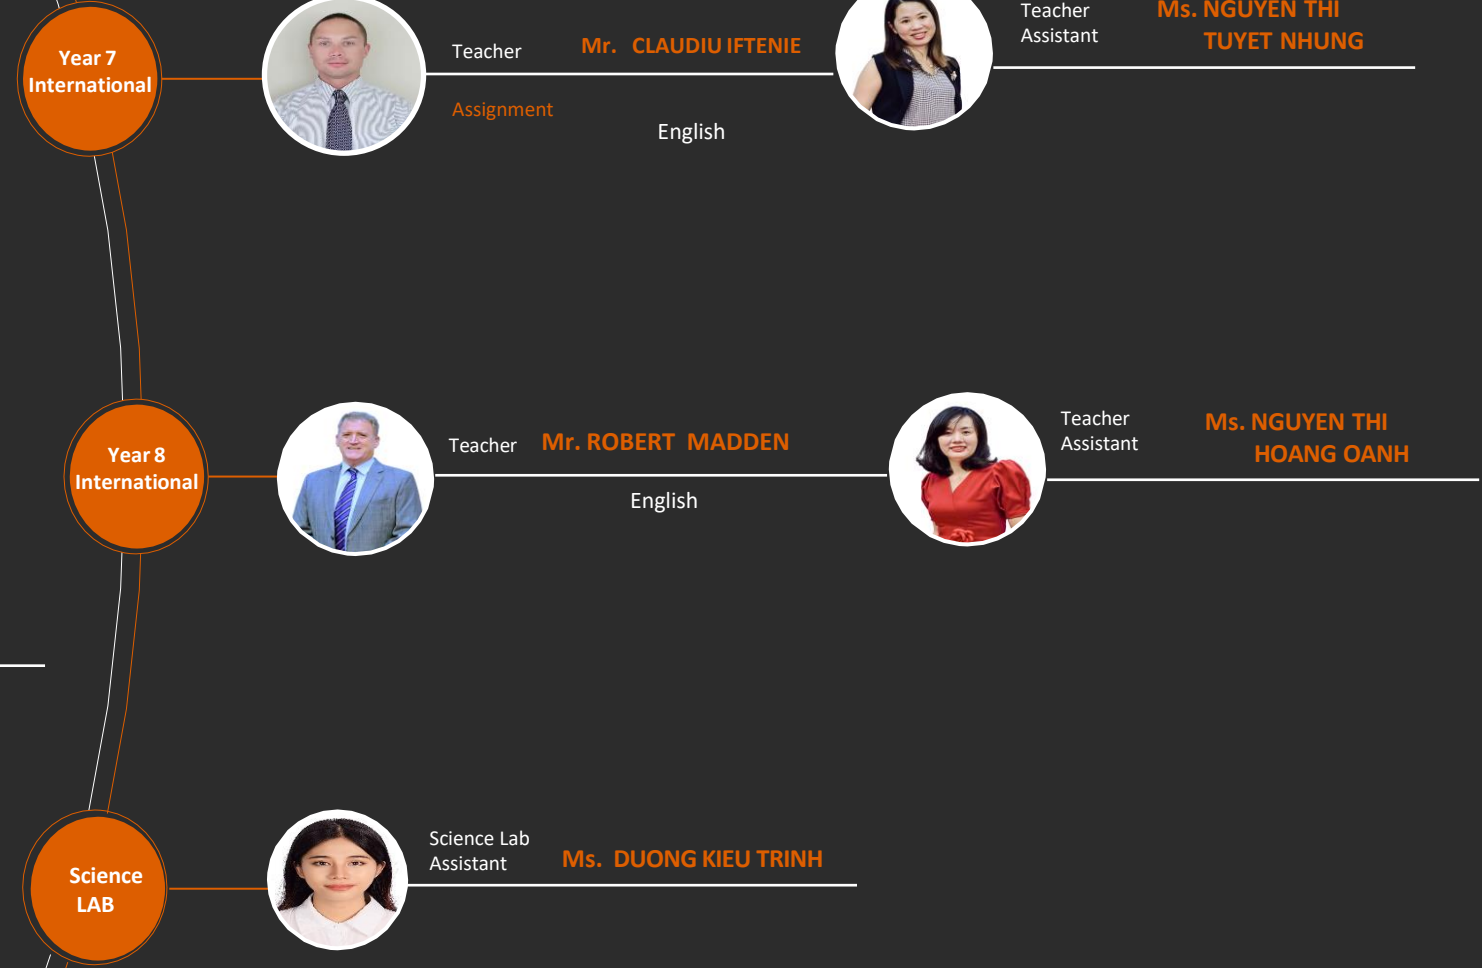 Year 7
International
Teacher
Mr. CLAUDIU IFTENIE
Assignment
English
Teacher
Assistant
Ms. NGUYEN THI
TUYET NHUNG
Year 8
International
Teacher
Mr. ROBERT MADDEN
English
Teacher
Assistant
Ms. NGUYEN THI
HOANG OANH
Science
LAB
Science Lab
Assistant
Ms. DUONG KIEU TRINH